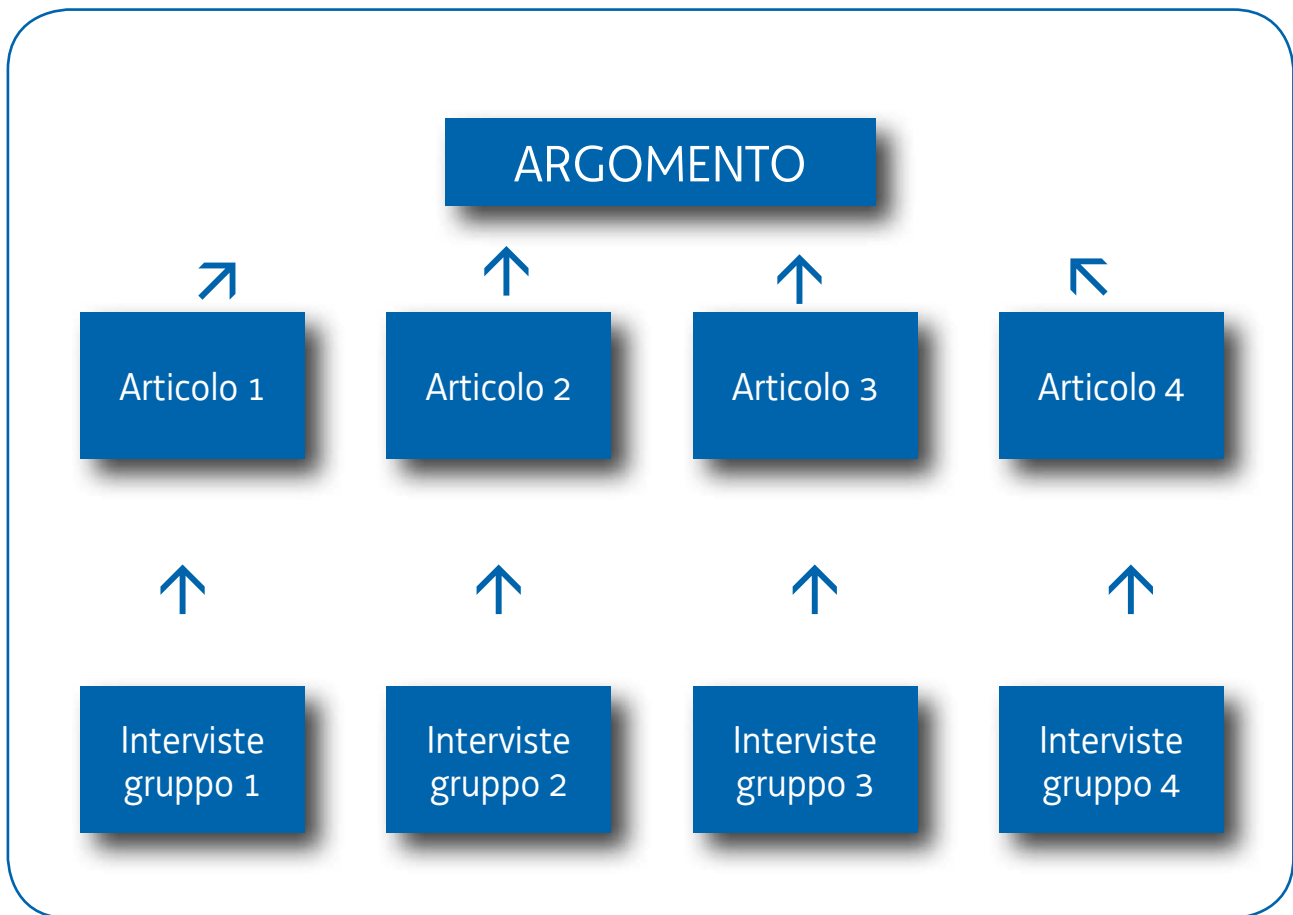 ARGOMENTO
Articolo 1
Articolo 2
Articolo 3
Articolo 4
Interviste
gruppo 1
Interviste
gruppo 2
Interviste
gruppo 3
Interviste
gruppo 4